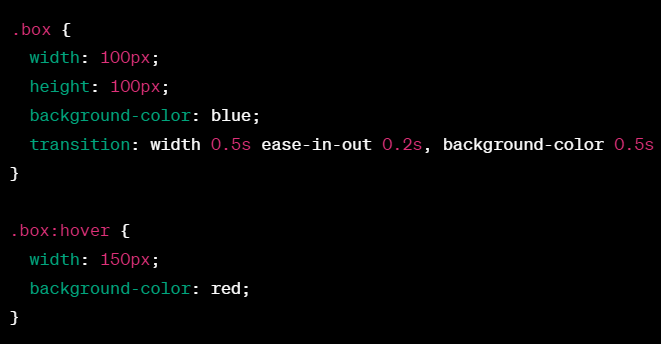 .box {
  width: 100px;
  height: 100px;
  background-color: blue;
  transition: width 0.5s ease-in-out 0.2s, background-color 0.5s
}

.box:hover {
  width: 150px;
  background-color: red;
}